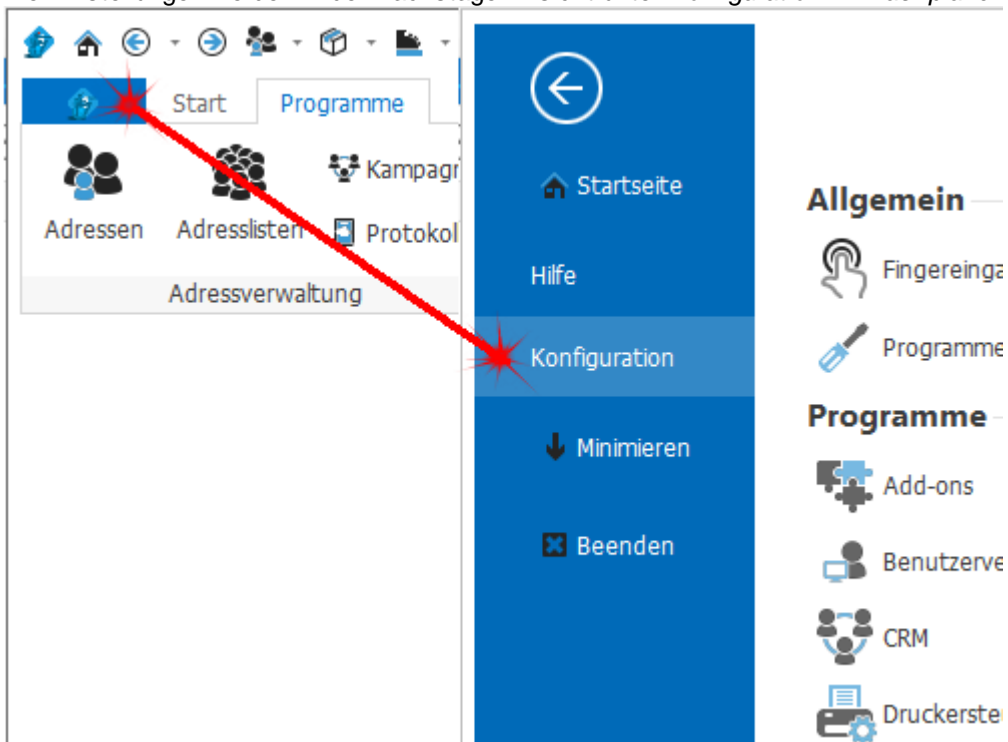 Start Programme
Adressen
Adresslisten
Kampagn
Protokol
Adressverwaltung
Startseite
Hilfe
Konfiguration
Minimieren
Beenden
Allgemein
Fingereinga
Programme
Programme
Add-ons
Benutzerve
CRM
Druckerste